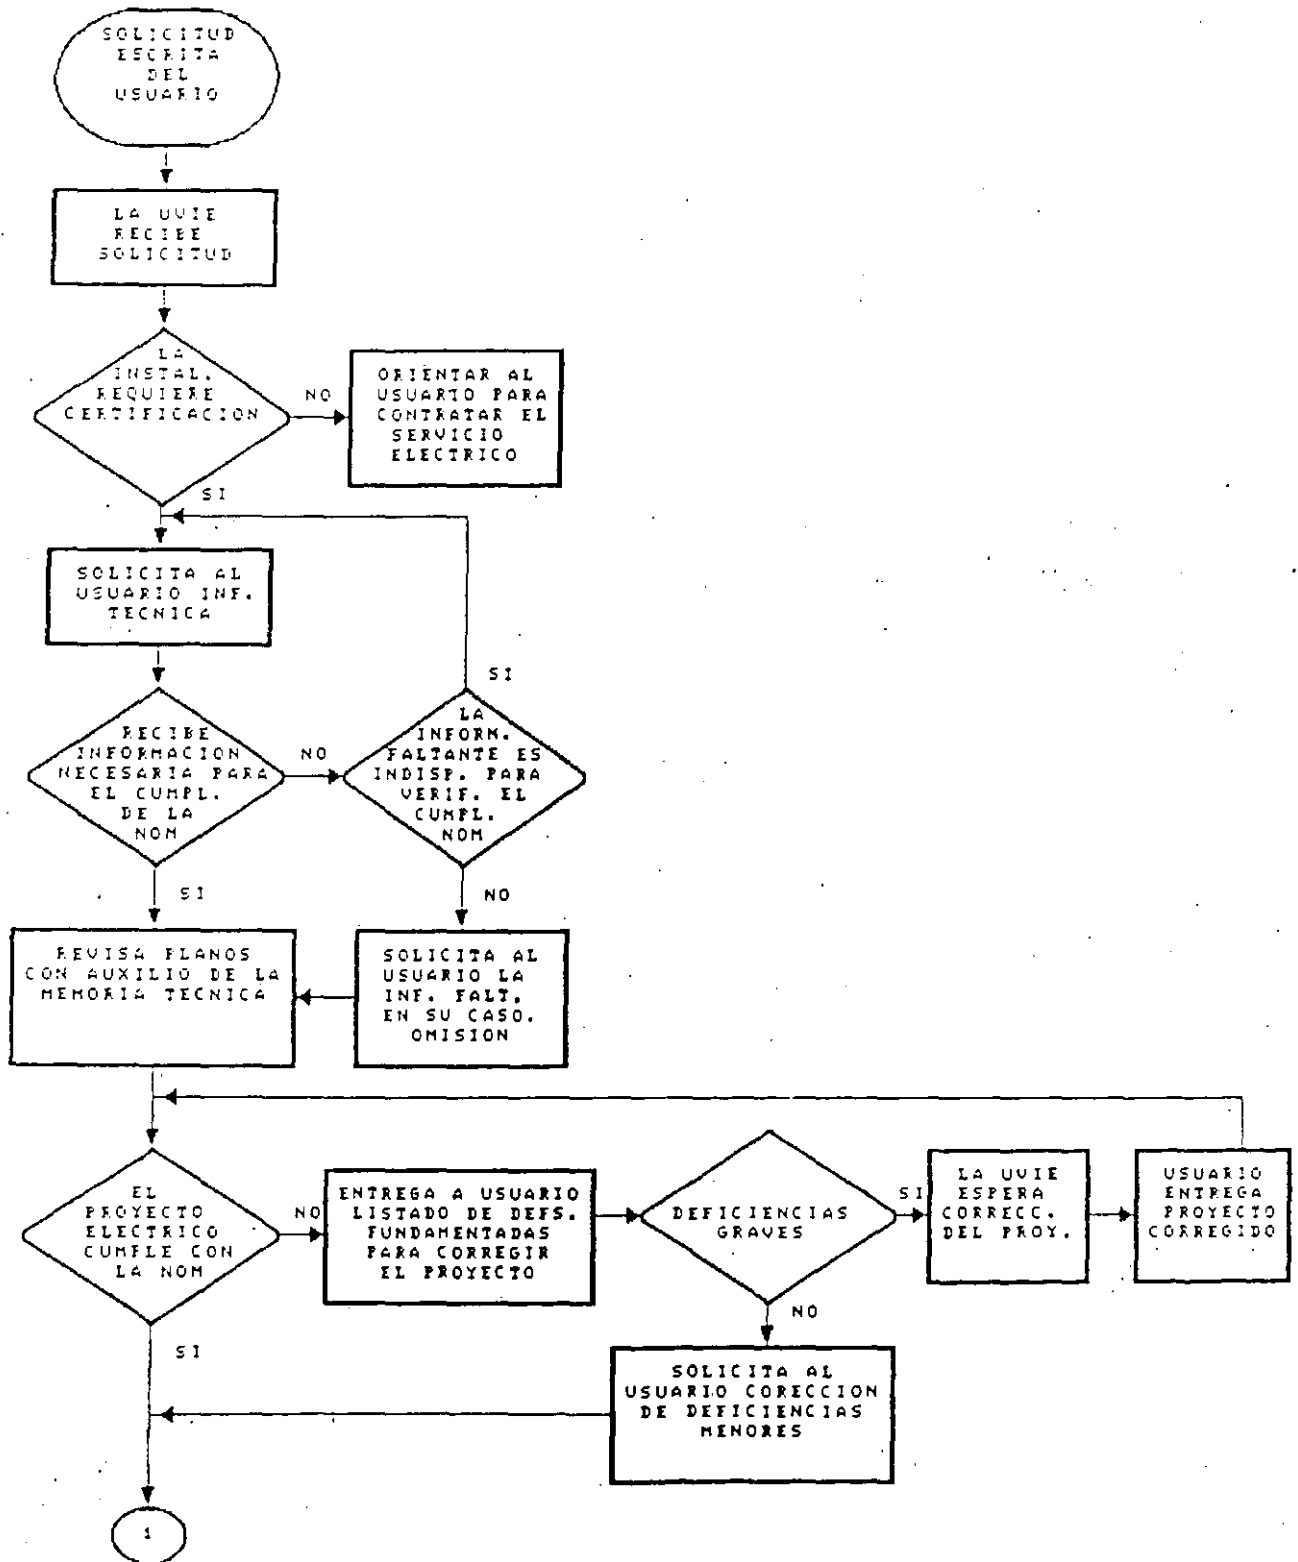 SOLICITUD
ESCRITA
DEL
USUARIO
LA UVIE
RECIBE
SOLICITUD
LA
INSTAL.
REQUIERE
CERTIFICACION
NO
ORIENTAR AL
USUARIO PARA
CONTRATAR EL
SERVICIO
ELECTRICO
SI
SOLICITA AL
USUARIO INF.
TECNICA
RECIBE
INFORMACION
NECESARIA PARA
EL CUMPL.
DE LA
NOM
NO
SI
LA
INFORM.
FALTANTE ES
INDISP. PARA
VERIF. EL
CUMPL.
NOM
SI
NO
REVISA PLANOS
CON AUXILIO DE LA
MEMORIA TECNICA
SOLICITA AL
USUARIO LA
INF. FALT.
EN SU CASO.
OMISION
EL
PROYECTO
ELECTRICO
CUMPLE CON
LA NOM
NO
ENTREGA A USUARIO
LISTADO DE DEFS.
FUNDAMENTADAS
PARA CORREGIR
EL PROYECTO
DEFICIENCIAS
GRAVES
SI
LA UVIE
ESPERA
CORRECC.
DEL PROY.
USUARIO
ENTREGA
PROYECTO
CORREGIDO
NO
SI
SOLICITA AL
USUARIO CORECCION
DE DEFICIENCIAS
MENORES
1